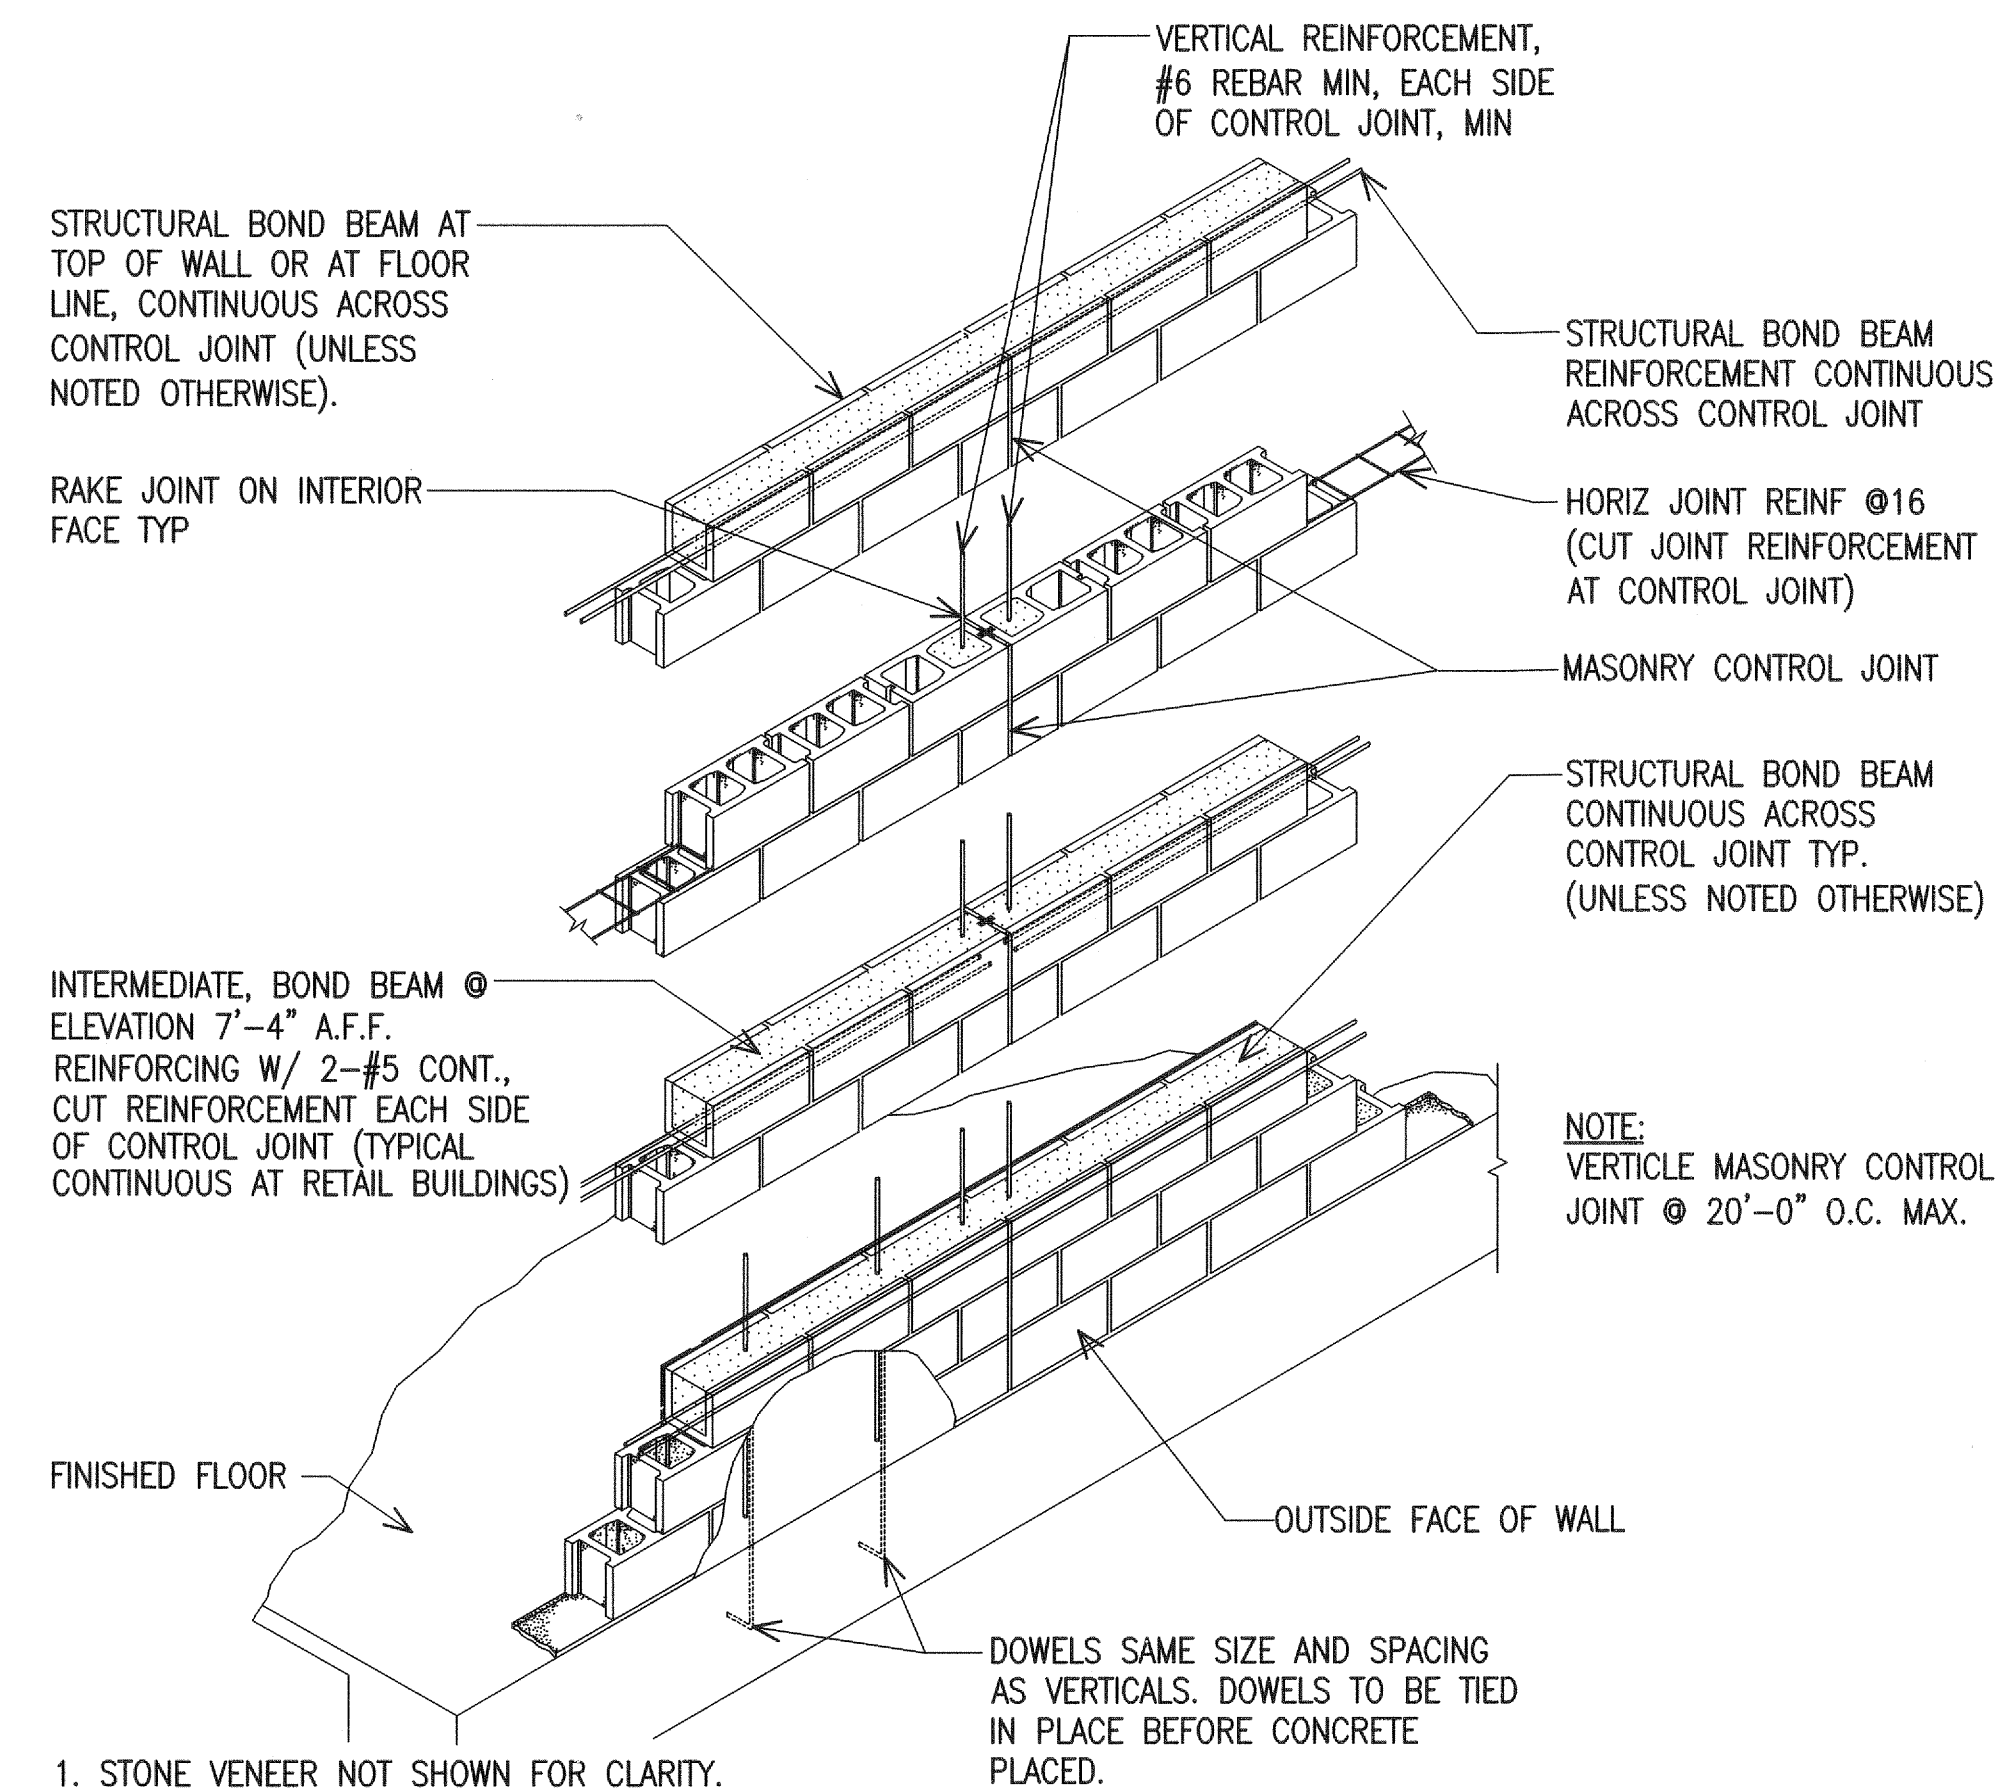 VERTICAL REINFORCEMENT,
#6 REBAR MIN, EACH SIDE
OF CONTROL JOINT, MIN
STRUCTURAL BOND BEAM AT
TOP OF WALL OR AT FLOOR
LINE, CONTINUOUS ACROSS
CONTROL JOINT (UNLESS
NOTED OTHERWISE).
STRUCTURAL BOND BEAM
REINFORCEMENT CONTINUOUS
ACROSS CONTROL JOINT
RAKE JOINT ON INTERIOR
FACE TYP
HORIZ JOINT REINF @16
(CUT JOINT REINFORCEMENT
AT CONTROL JOINT)
MASONRY CONTROL JOINT
STRUCTURAL BOND BEAM
CONTINUOUS ACROSS
CONTROL JOINT TYP.
(UNLESS NOTED OTHERWISE)
INTERMEDIATE, BOND BEAM @
ELEVATION 7'-4" A.F.F.
REINFORCING W/ 2-#5 CONT.,
CUT REINFORCEMENT EACH SIDE
OF CONTROL JOINT (TYPICAL
CONTINUOUS AT RETAIL BUILDINGS)
NOTE:
VERTICLE MASONRY CONTROL
JOINT @ 20'-0" O.C. MAX.
FINISHED FLOOR
OUTSIDE FACE OF WALL
DOWELS SAME SIZE AND SPACING
AS VERTICALS. DOWELS TO BE TIED
IN PLACE BEFORE CONCRETE
PLACED.
1. STONE VENEER NOT SHOWN FOR CLARITY.